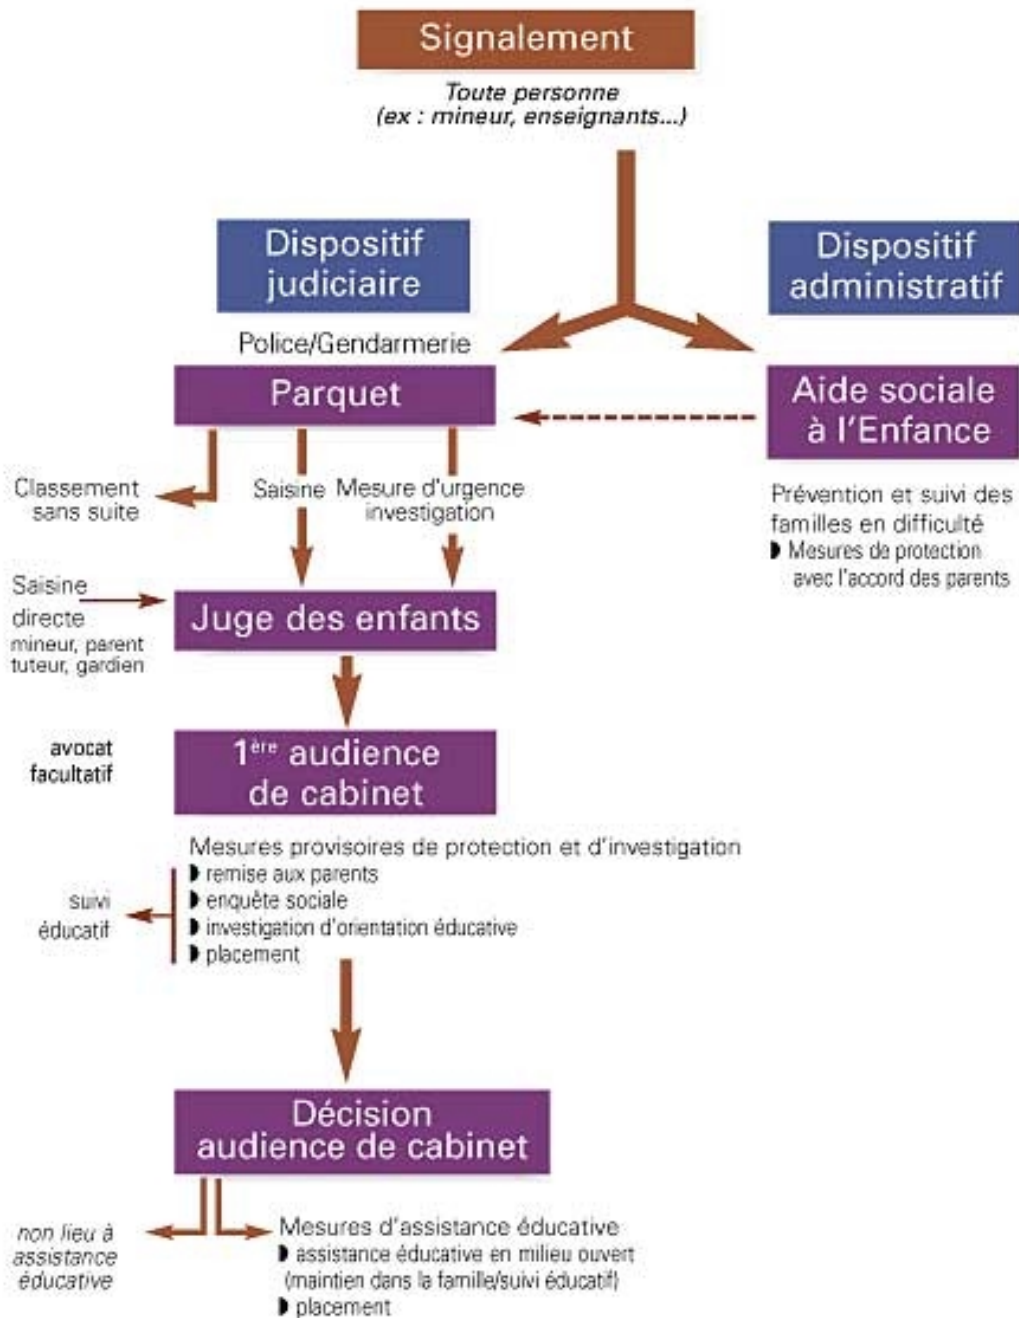 Signalement
Toute personne
(ex : mineur, enseignants...)
Dispositif
judiciaire
Dispositif
administratif
Police/Gendarmerie
Parquet
Aide sociale
à l'Enfance
Classement
sans suite
Saisine
Mesure d'urgence
investigation
Prévention et suivi des
familles en difficulté
◗ Mesures de protection
avec l'accord des parents
Saisine
directe
mineur, parent
tuteur, gardien
Juge des enfants
avocat
facultatif
1ère audience
de cabinet
Mesures provisoires de protection et d'investigation
◗ remise aux parents
◗ enquête sociale
◗ investigation d'orientation éducative
◗ placement
suivi
éducatif
Décision
audience de cabinet
non lieu à
assistance
éducative
Mesures d'assistance éducative
◗ assistance éducative en milieu ouvert
(maintien dans la famille/suivi éducatif)
◗ placement